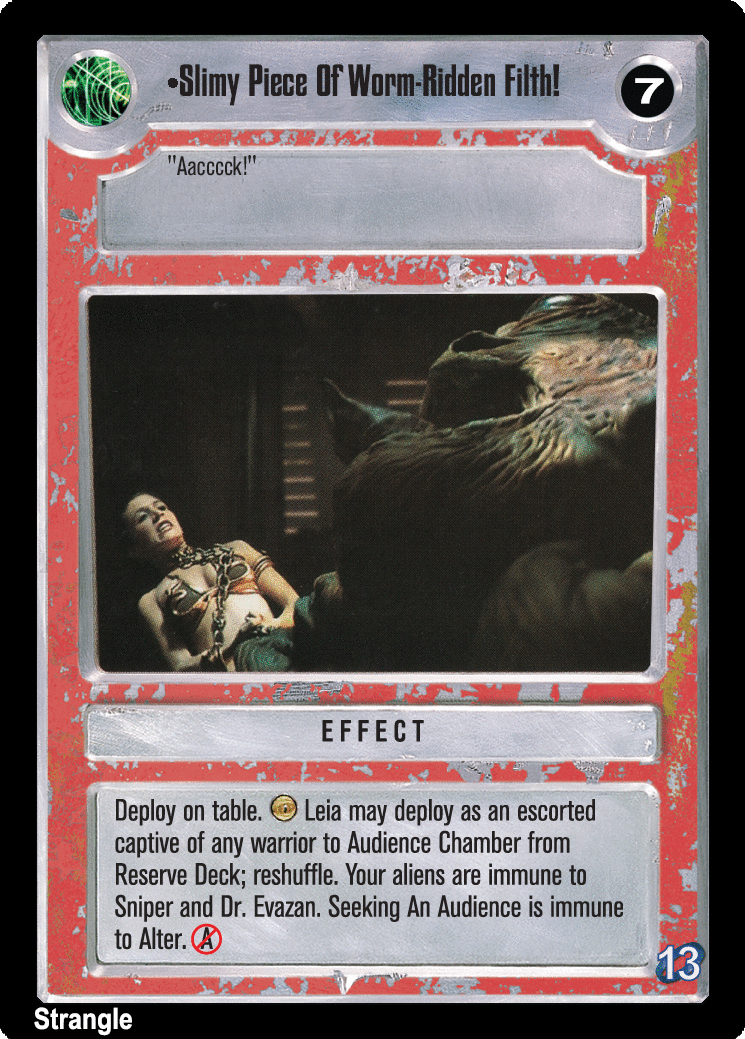 •Slimy Piece Of Worm-Ridden Filth!
7
"Aacccck!"
EFFECT
Deploy on table. Leia may deploy as an escorted
captive of any warrior to Audience Chamber from
Reserve Deck; reshuffle. Your aliens are immune to
Sniper and Dr. Evazan. Seeking An Audience is immune
to Alter. A
13
Strangle